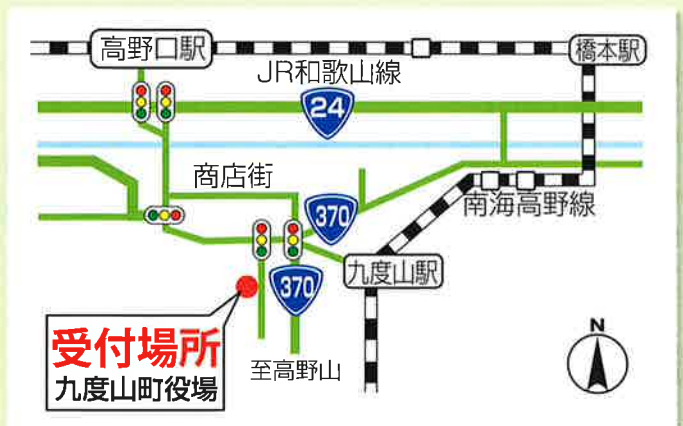 高野口駅
橋本駅
JR和歌山線
24
商店街
370
南海高野線
九度山駅
370
受付場所
九度山町役場
至高野山
N